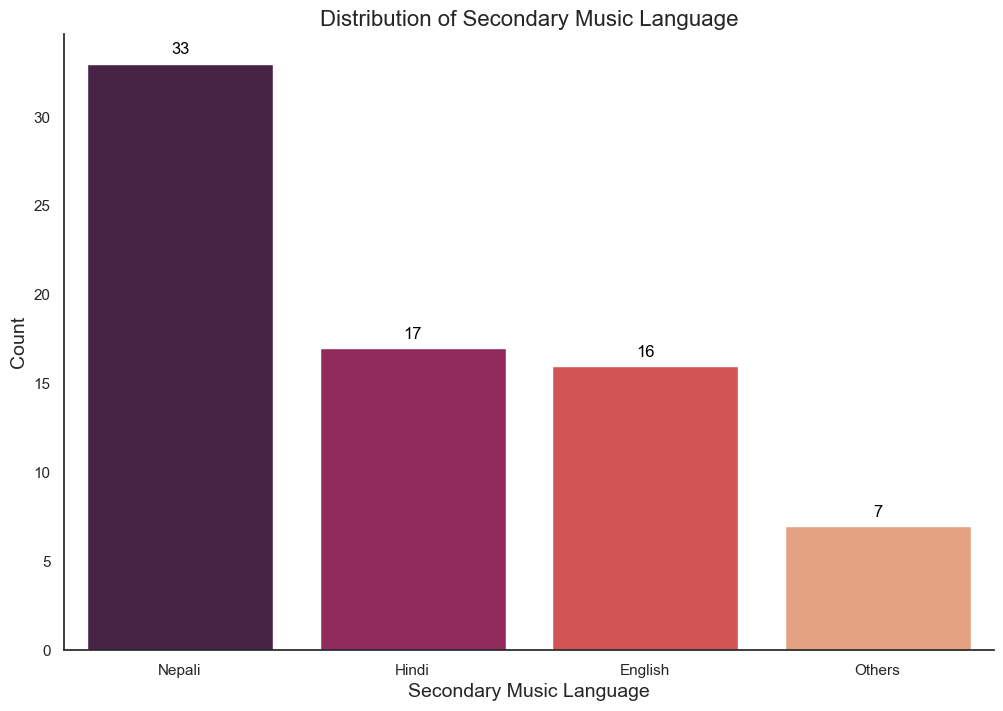 Distribution of Secondary Music Language
33
17
16
7
30
25
20
15
10
5
0
Count
Nepali Hindi English Others
Secondary Music Language